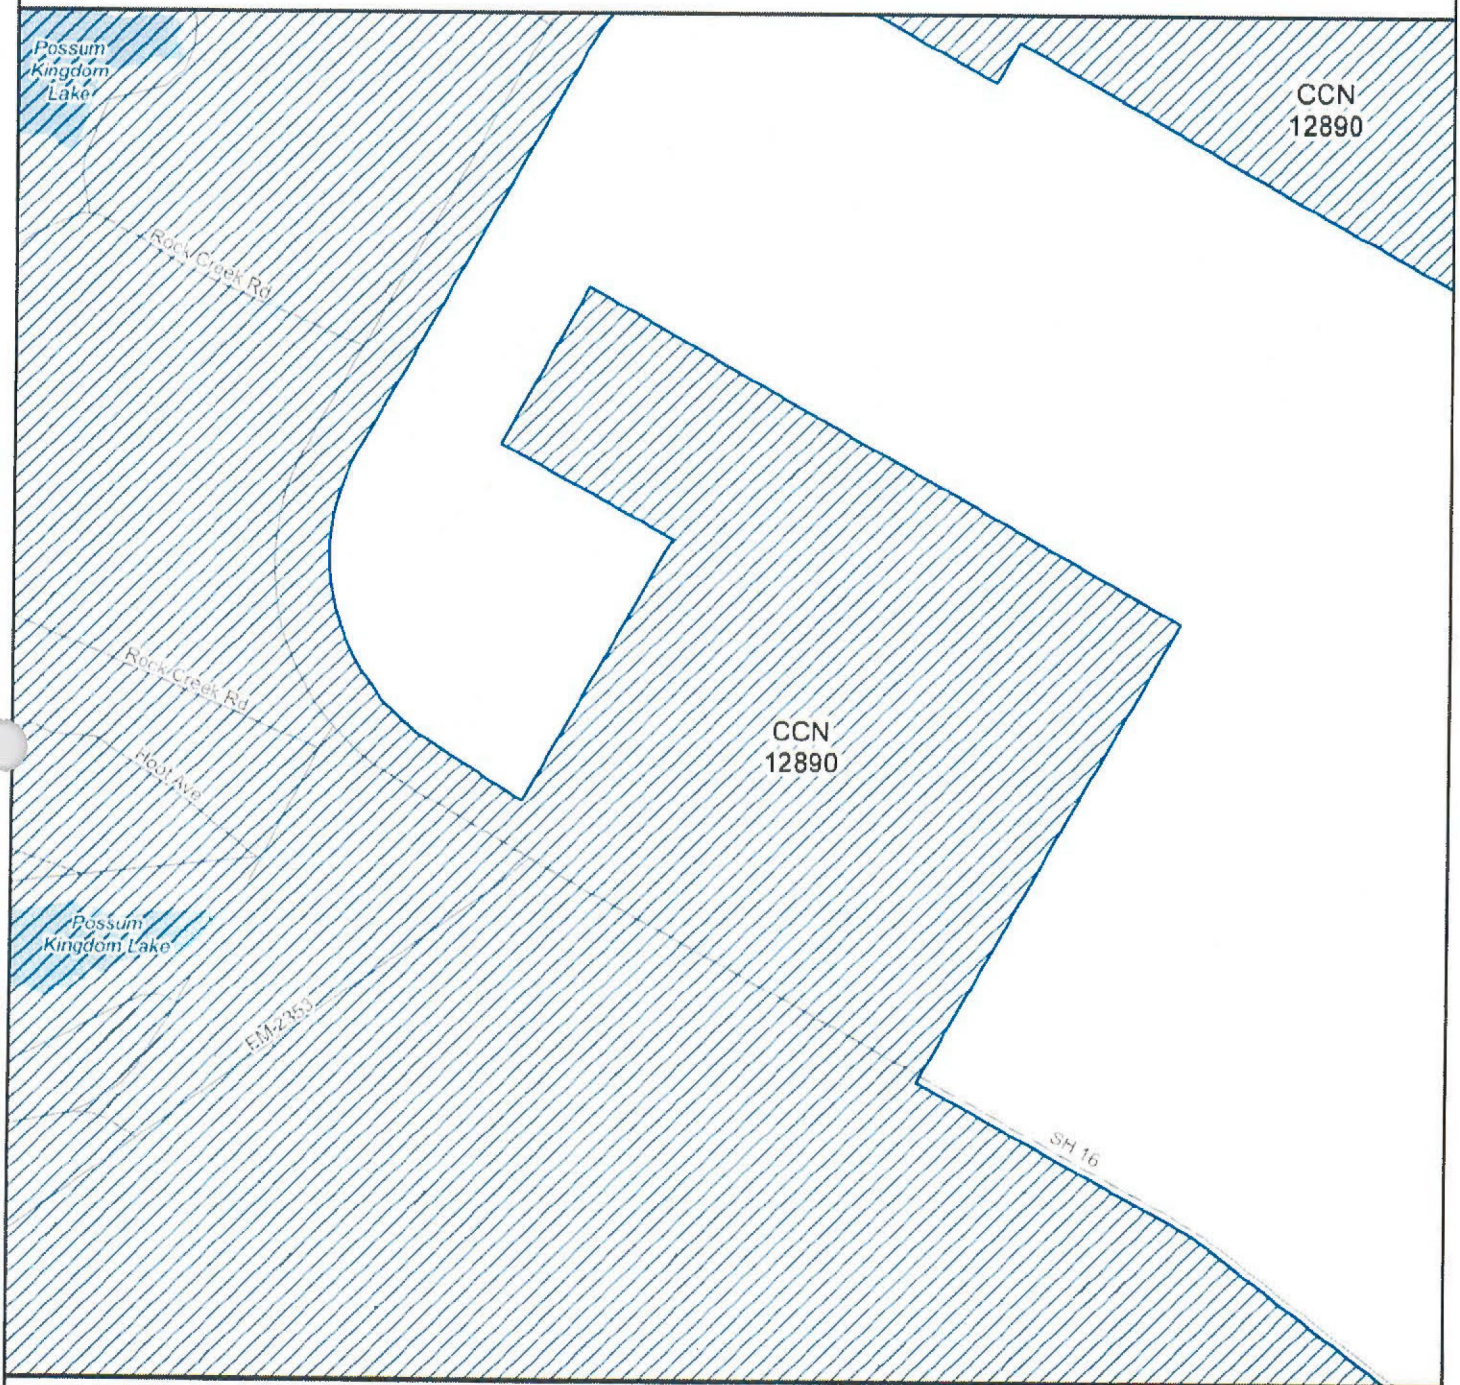 Possum
Kingdom
Lake
CCN
12890
Rock Creek Rd
Rock Creek Rd
Hoot Ave
CCN
12890
Possum
Kingdom Lake
FM-2353
SH 16